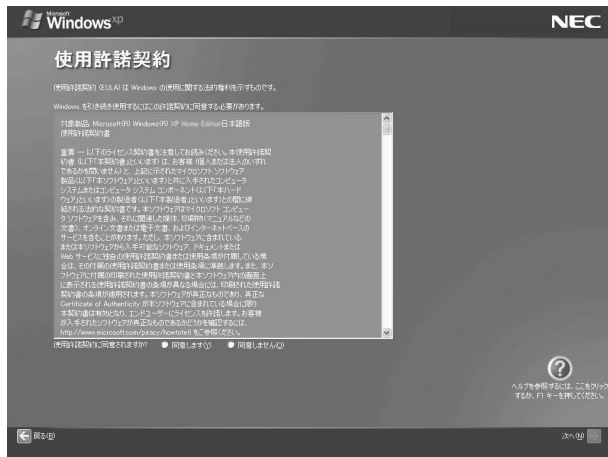 Microsoft
Windows xp
NEC
使用許諾契約
使用許諾契約 (EULA) は Windows の使用に関する法的権利を示すものです。
Windows を引き続き使用するにはこの許諾契約に同意する必要があります。
対象製品: Microsoft(R) Windows(R) XP Home Edition日本語版
使用許諾契約書
重要 — 以下のライセンス契約書を注意してお読みください。本使用許諾契
約書 (以下「本契約書」といいます) は、お客様 (個人または法人のいずれ
であるかを問いません) と、上記に示されたマイクロソフト ソフトウェア
製品(以下「本ソフトウェア」といいます)と共に入手されたコンピュータ
システムまたはコンピュータ システム コンポーネント(以下「本ハード
ウェア」といいます)の製造者(以下「本製造者」といいます)との間に締
結される法的な契約書です。本ソフトウェアはマイクロソフト コンピュー
タ ソフトウェアを含み、それに関連した媒体、印刷物(マニュアルなどの
文書)、オンライン文書または電子文書、およびインターネットベースの
サービスを含むことがあります。ただし、本ソフトウェアに含まれている、
または本ソフトウェアから入手可能なソフトウェア、ドキュメントまたは
Web サービスに独自の使用許諾契約書または使用条項が付属している場
合は、その付属の使用許諾契約書または使用条項に準拠します。また、本ソ
フトウェアに付属の印刷された使用許諾契約書と本ソフトウェア内の画面上
に表示される使用許諾契約書の条項が異なる場合には、印刷された使用許諾
契約書の条項が適用されます。本ソフトウェアが真正なものであり、真正な
Certificate of Authenticity が本ソフトウェアに含まれている場合に限り
本契約書は有効となり、エンドユーザーにライセンスを許諾します。お客様
が入手されたソフトウェアが真正なものであるかどうかを確認するには、
http://www.microsoft.com/piracy/howtotell をご参照ください。
使用許諾契約に同意されますか?
同意します(Y)
同意しません(O)
?
ヘルプを参照するには、ここをクリック
するか、F1 キーを押してください。
戻る(B)
次へ(N)